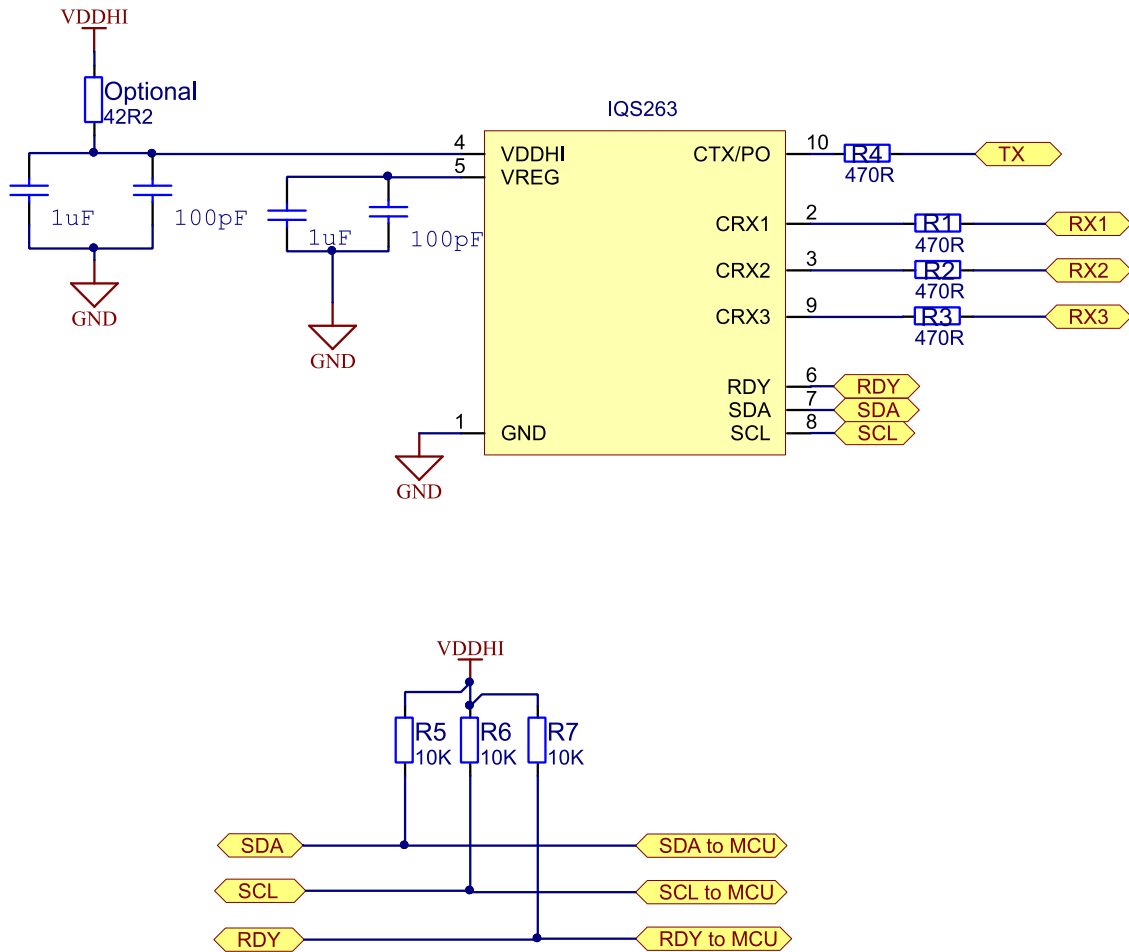 VDDHI
Optional
42R2
1uF
100pF
GND
1uF
100pF
GND
IQS263
4
VDDHI
5
VREG
1
GND
GND
CTX/PO
10
R4
470R
TX
CRX1
2
R1
470R
RX1
CRX2
3
R2
470R
RX2
CRX3
9
R3
470R
RX3
RDY
6
RDY
SDA
7
SDA
SCL
8
SCL
VDDHI
R5
10K
R6
10K
R7
10K
SDA
SDA to MCU
SCL
SCL to MCU
RDY
RDY to MCU